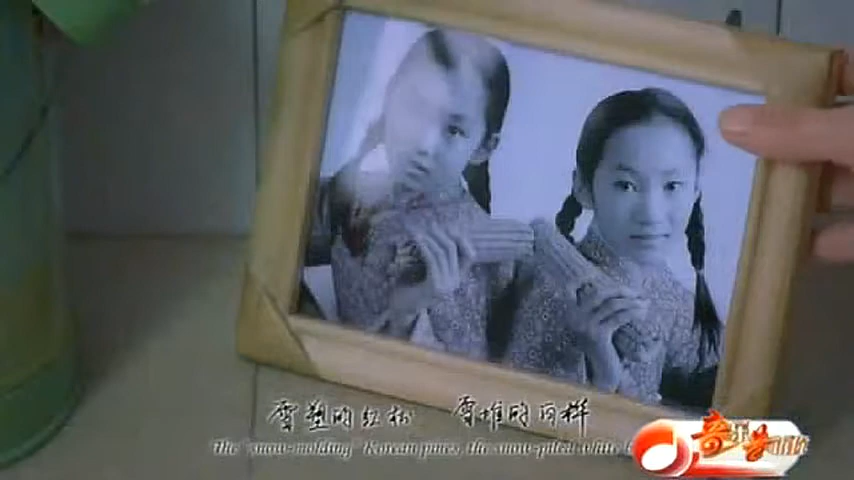 雪塑的红松 雪堆的白桦
The "snow-molding" Korean pines, the snow-piled white